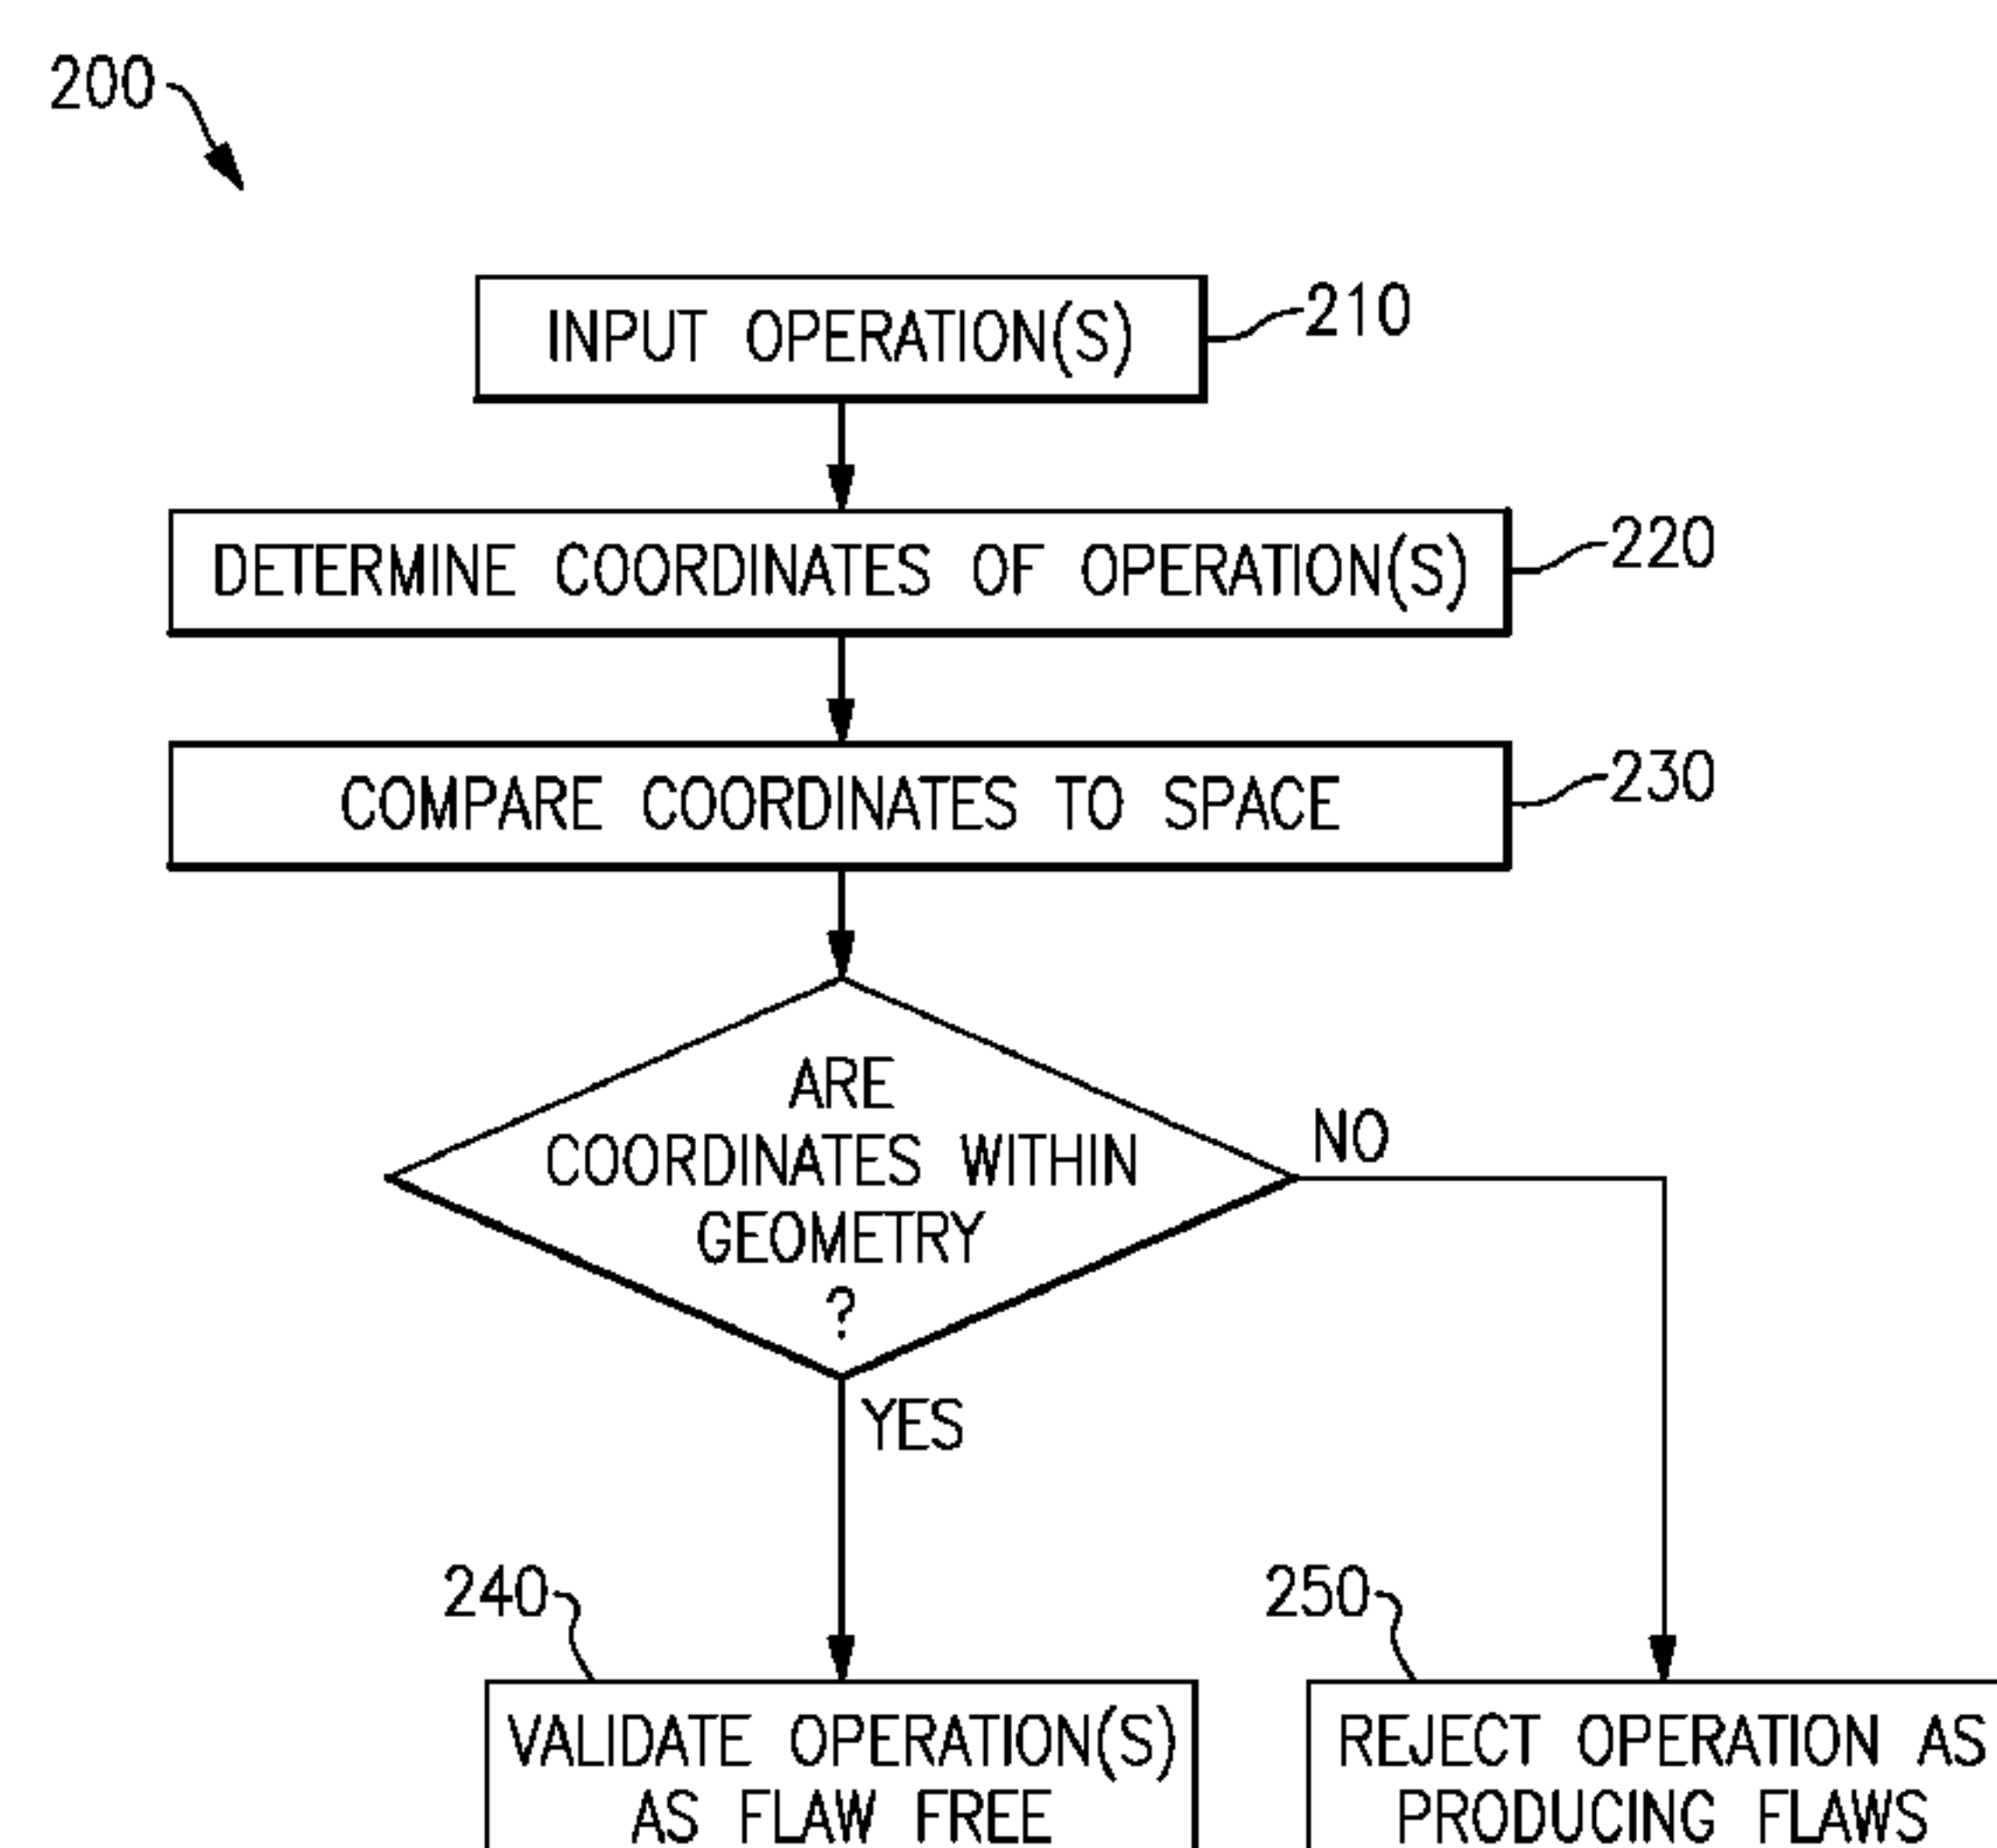 200
INPUT OPERATION(S)
210
DETERMINE COORDINATES OF OPERATION(S)
220
COMPARE COORDINATES TO SPACE
230
ARE
COORDINATES WITHIN
GEOMETRY
?
NO
YES
240
VALIDATE OPERATION(S)
AS FLAW FREE
250
REJECT OPERATION AS
PRODUCING FLAWS